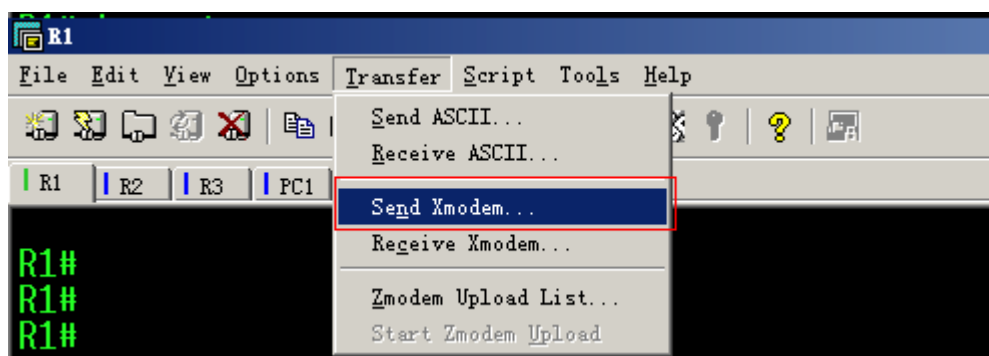 R1
File Edit View Options Transfer Script Tools Help
Send ASCII...
Receive ASCII...
R1 R2 R3 PC1
Send Xmodem...
Receive Xmodem...
R1#
R1#
Zmodem Upload List...
R1#
Start Zmodem Upload